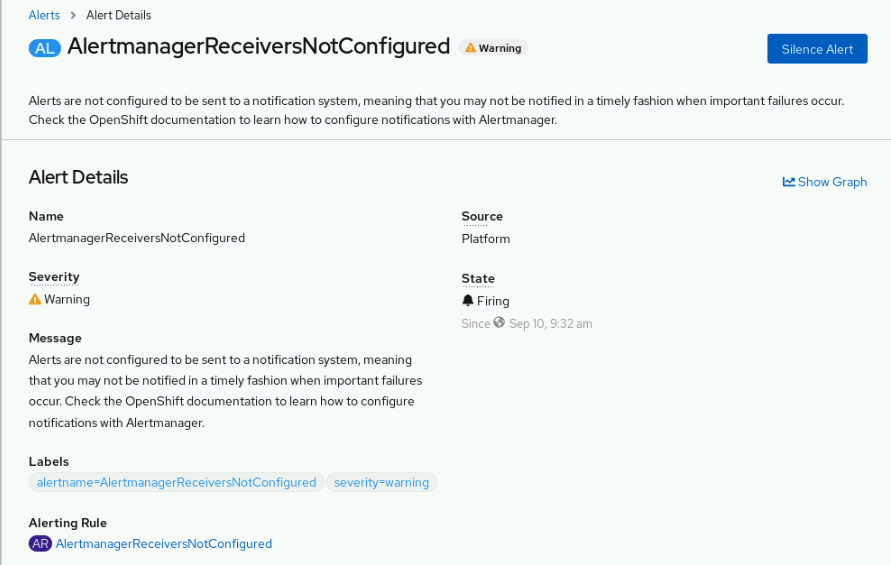 Alerts > Alert Details
AL AlertmanagerReceiversNotConfigured Warning
Silence Alert
Alerts are not configured to be sent to a notification system, meaning that you may not be notified in a timely fashion when important failures occur.
Check the OpenShift documentation to learn how to configure notifications with Alertmanager.
Alert Details
Show Graph
Name
AlertmanagerReceiversNotConfigured
Severity
Warning
Message
Alerts are not configured to be sent to a notification system, meaning
that you may not be notified in a timely fashion when important failures
occur. Check the OpenShift documentation to learn how to configure
notifications with Alertmanager.
Labels
alertname=AlertmanagerReceiversNotConfigured severity=warning
Alerting Rule
AR AlertmanagerReceiversNotConfigured
Source
Platform
State
Firing
Since Sep 10, 9:32 am